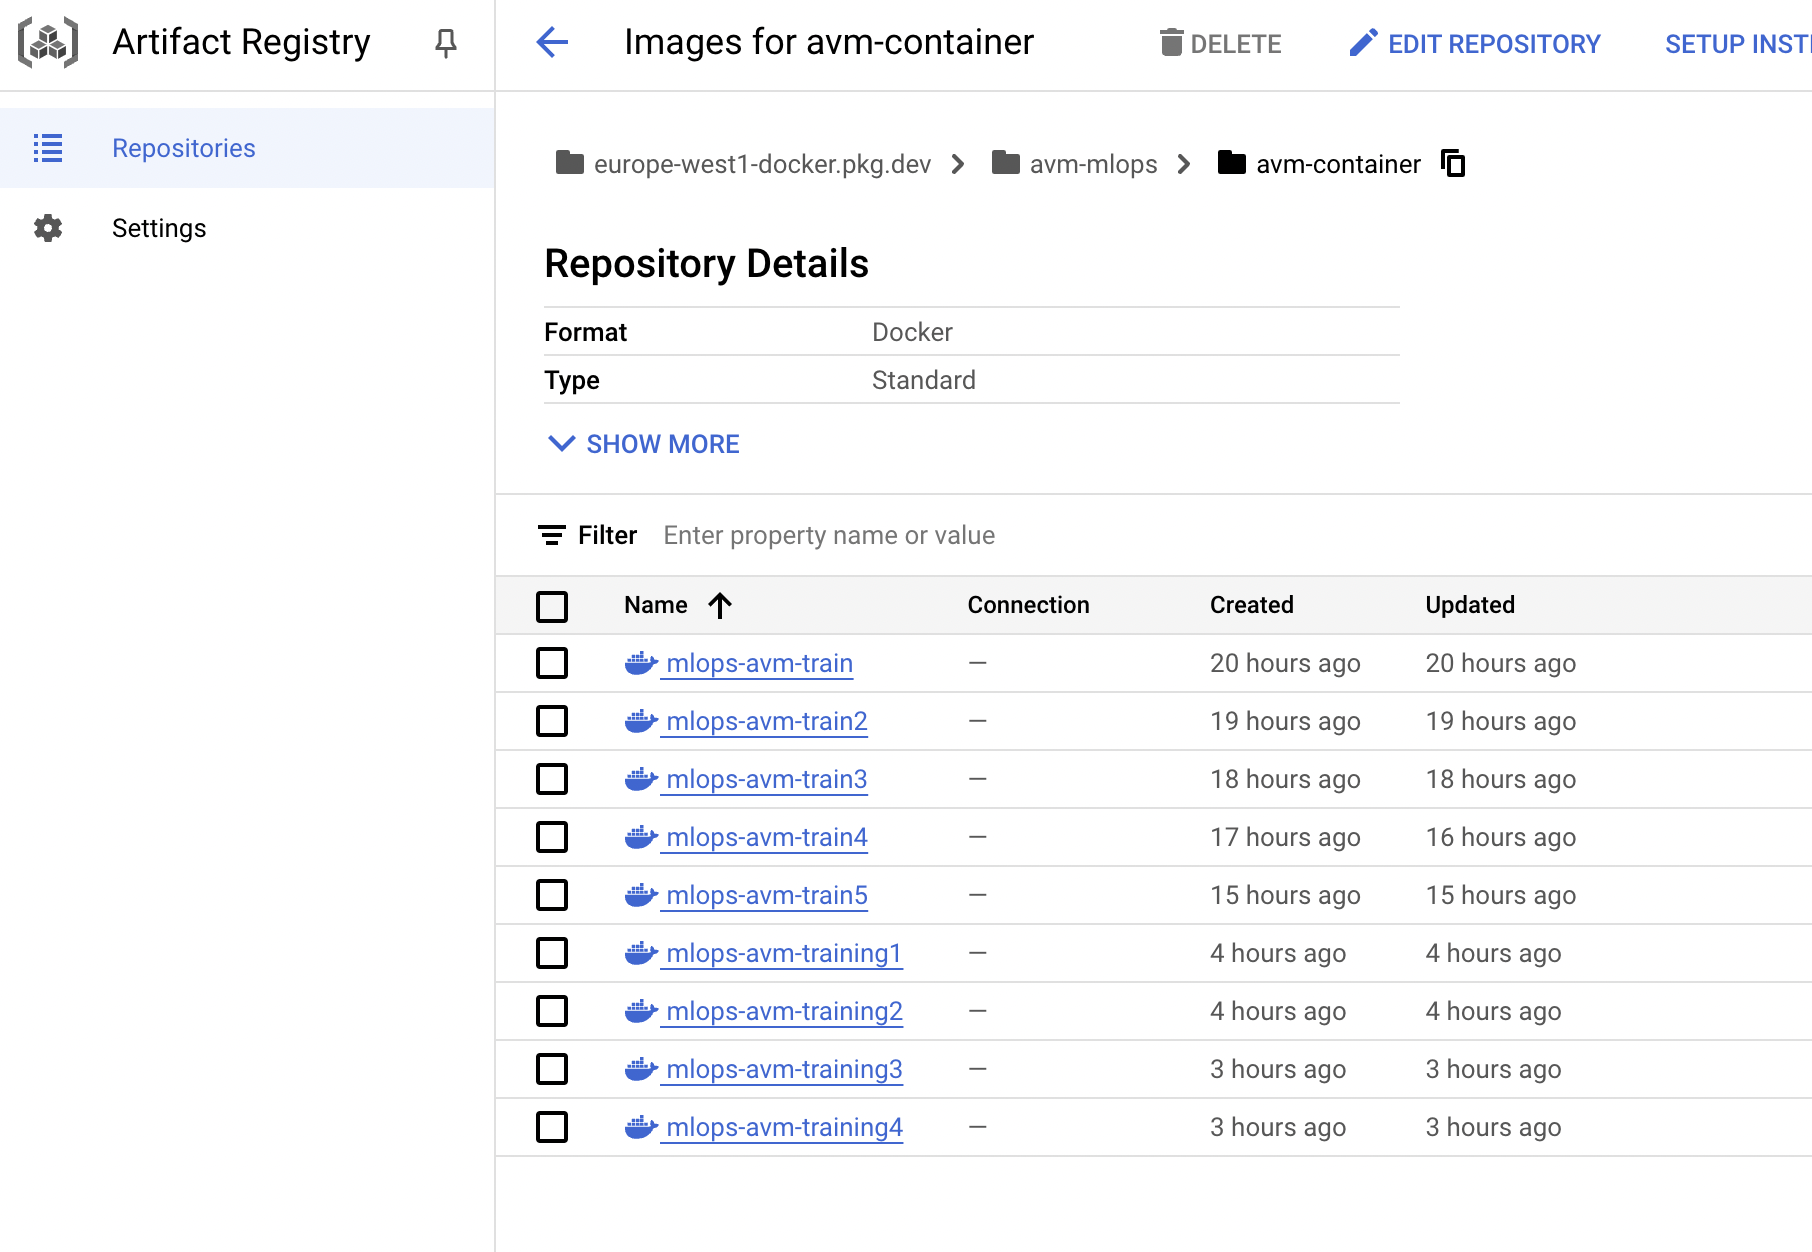 Artifact Registry
Images for avm-container
DELETE
EDIT REPOSITORY
SETUP INST
Repositories
Settings
europe-west1-docker.pkg.dev
avm-mlops
avm-container
Repository Details
Format Docker
Type Standard
SHOW MORE
Filter Enter property name or value
Name Connection Created Updated
mlops-avm-train — 20 hours ago 20 hours ago
mlops-avm-train2 — 19 hours ago 19 hours ago
mlops-avm-train3 — 18 hours ago 18 hours ago
mlops-avm-train4 — 17 hours ago 16 hours ago
mlops-avm-train5 — 15 hours ago 15 hours ago
mlops-avm-training1 — 4 hours ago 4 hours ago
mlops-avm-training2 — 4 hours ago 4 hours ago
mlops-avm-training3 — 3 hours ago 3 hours ago
mlops-avm-training4 — 3 hours ago 3 hours ago